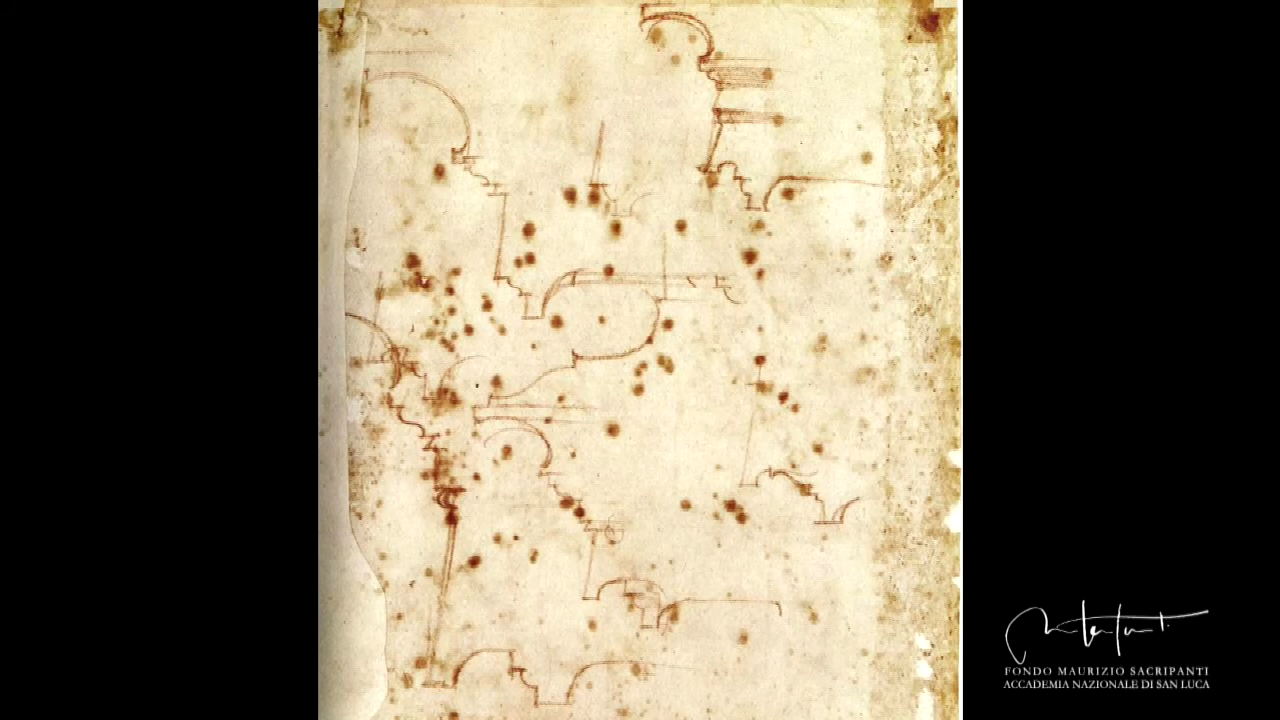 FONDO MAURIZIO SACRIPANTI
ACCADEMIA NAZIONALE DI SAN LUCA